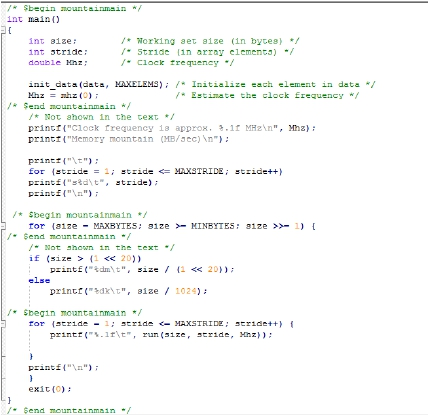 /* $begin mountainmain */
int main()
{
int size; /* Working set size (in bytes) */
int stride; /* Stride (in array elements) */
double Mhz; /* Clock frequency */
init_data(data, MAXELEMS); /* Initialize each element in data */
Mhz = mhz(0); /* Estimate the clock frequency */
/* $end mountainmain */
/* Not shown in the text */
printf("Clock frequency is approx. %.1f MHz\n", Mhz);
printf("Memory mountain (MB/sec)\n");
printf("\t");
for (stride = 1; stride <= MAXSTRIDE; stride++)
printf("s%d\t", stride);
printf("\n");
/* $begin mountainmain */
for (size = MAXBYTES; size >= MINBYTES; size >>= 1) {
/* $end mountainmain */
/* Not shown in the text */
if (size > (1 << 20))
printf("%dm\t", size / (1 << 20));
else
printf("%dk\t", size / 1024);
/* $begin mountainmain */
for (stride = 1; stride <= MAXSTRIDE; stride++) {
printf("%.1f\t", run(size, stride, Mhz));
}
printf("\n");
}
exit(0);
}
/* $end mountainmain */